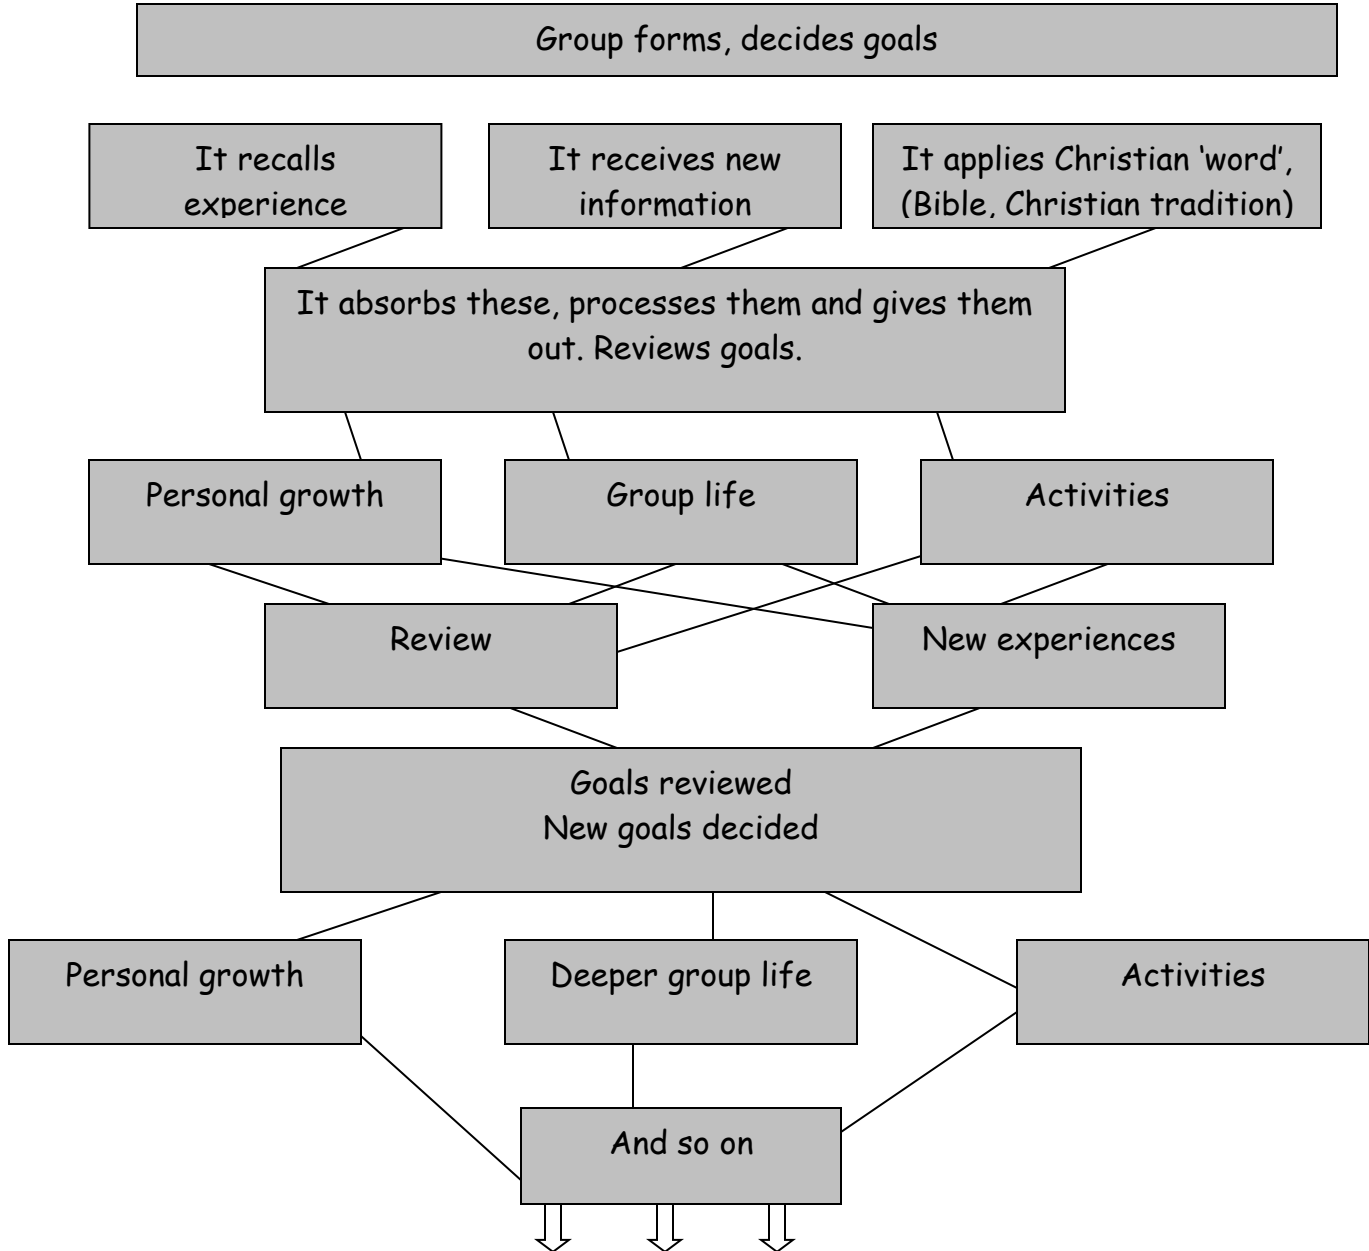 Group forms, decides goals
It recalls
experience
It receives new
information
It applies Christian ‘word’,
(Bible, Christian tradition)
It absorbs these, processes them and gives them
out. Reviews goals.
Personal growth
Group life
Activities
Review
New experiences
Goals reviewed
New goals decided
Personal growth
Deeper group life
Activities
And so on